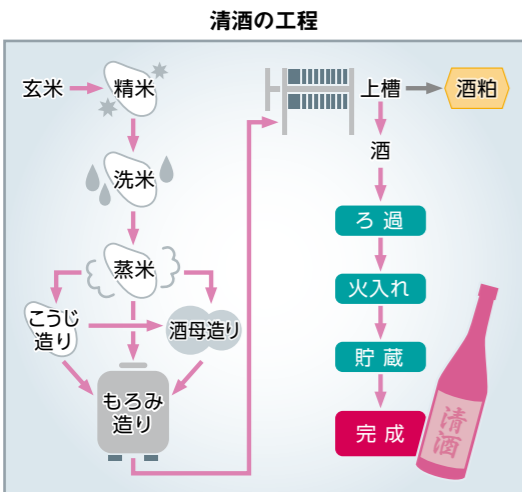 清酒の工程
玄米
精米
洗米
蒸米
こうじ
造り
酒母造り
もろみ
造り
上槽
酒粕
酒
ろ過
火入れ
貯蔵
完成
清酒